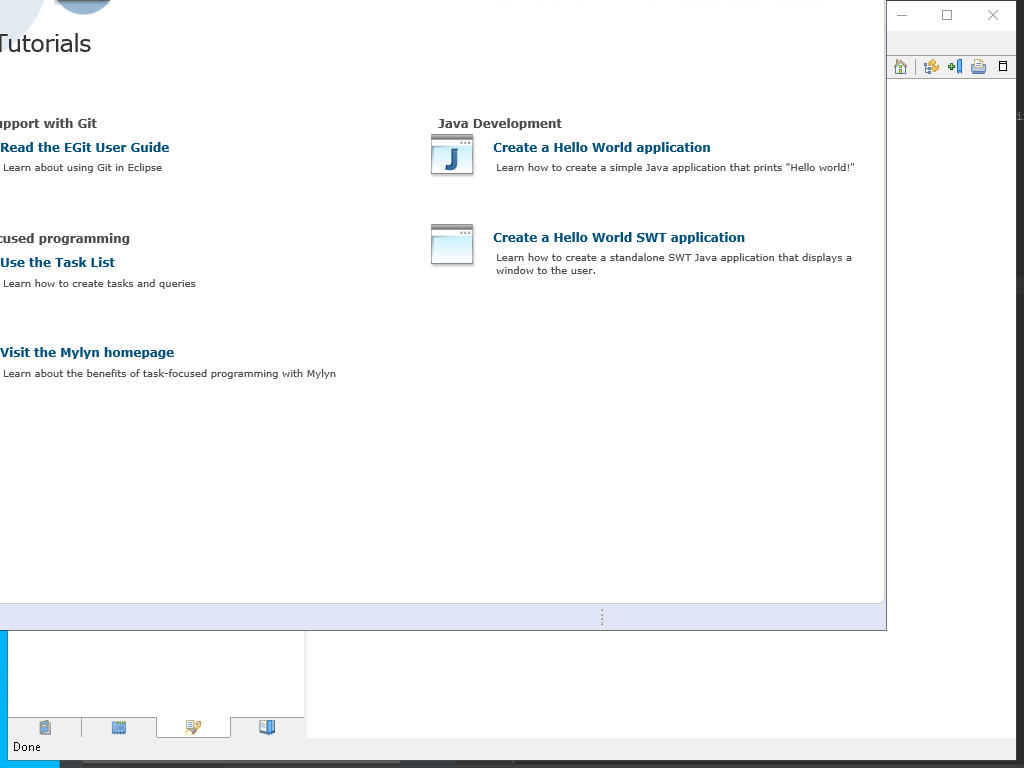 Tutorials
upport with Git
Read the EGit User Guide
Learn about using Git in Eclipse
cused programming
Use the Task List
Learn how to create tasks and queries
Visit the Mylyn homepage
Learn about the benefits of task-focused programming with Mylyn
Java Development
Create a Hello World application
Learn how to create a simple Java application that prints "Hello world!"
Create a Hello World SWT application
Learn how to create a standalone SWT Java application that displays a
window to the user.
Done